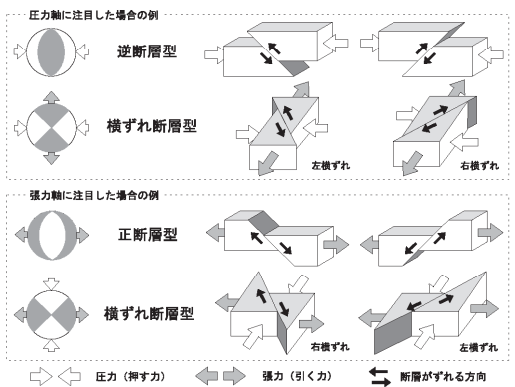 圧力軸に注目した場合の例
逆断層型
横ずれ断層型
左横ずれ
右横ずれ
張力軸に注目した場合の例
正断層型
横ずれ断層型
右横ずれ
左横ずれ
圧力（押す力）
張力（引く力）
断層がずれる方向